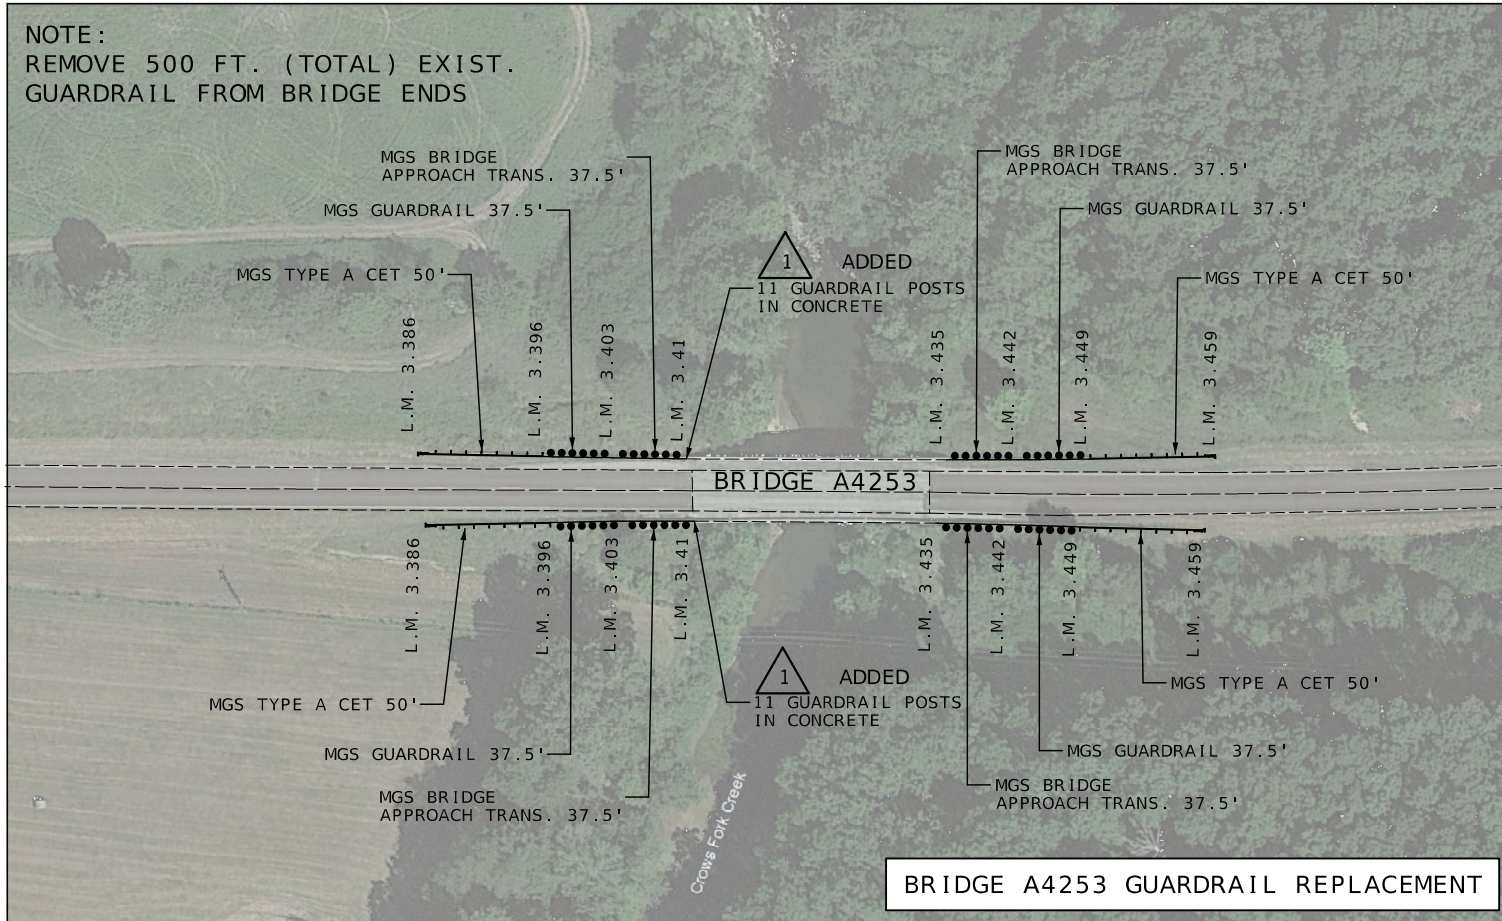 NOTE:
REMOVE 500 FT. (TOTAL) EXIST.
GUARDRAIL FROM BRIDGE ENDS
MGS BRIDGE
APPROACH TRANS. 37.5'
MGS GUARDRAIL 37.5'
MGS TYPE A CET 50'
1
ADDED
11 GUARDRAIL POSTS
IN CONCRETE
MGS BRIDGE
APPROACH TRANS. 37.5'
MGS GUARDRAIL 37.5'
MGS TYPE A CET 50'
L.M. 3.386
L.M. 3.396
L.M. 3.403
L.M. 3.41
L.M. 3.435
L.M. 3.442
L.M. 3.449
L.M. 3.459
BRIDGE A4253
L.M. 3.386
L.M. 3.396
L.M. 3.403
L.M. 3.41
L.M. 3.435
L.M. 3.442
L.M. 3.449
L.M. 3.459
MGS TYPE A CET 50'
MGS GUARDRAIL 37.5'
MGS BRIDGE
APPROACH TRANS. 37.5'
1
ADDED
11 GUARDRAIL POSTS
IN CONCRETE
MGS TYPE A CET 50'
MGS GUARDRAIL 37.5'
MGS BRIDGE
APPROACH TRANS. 37.5'
Crows Fork Creek
BRIDGE A4253 GUARDRAIL REPLACEMENT